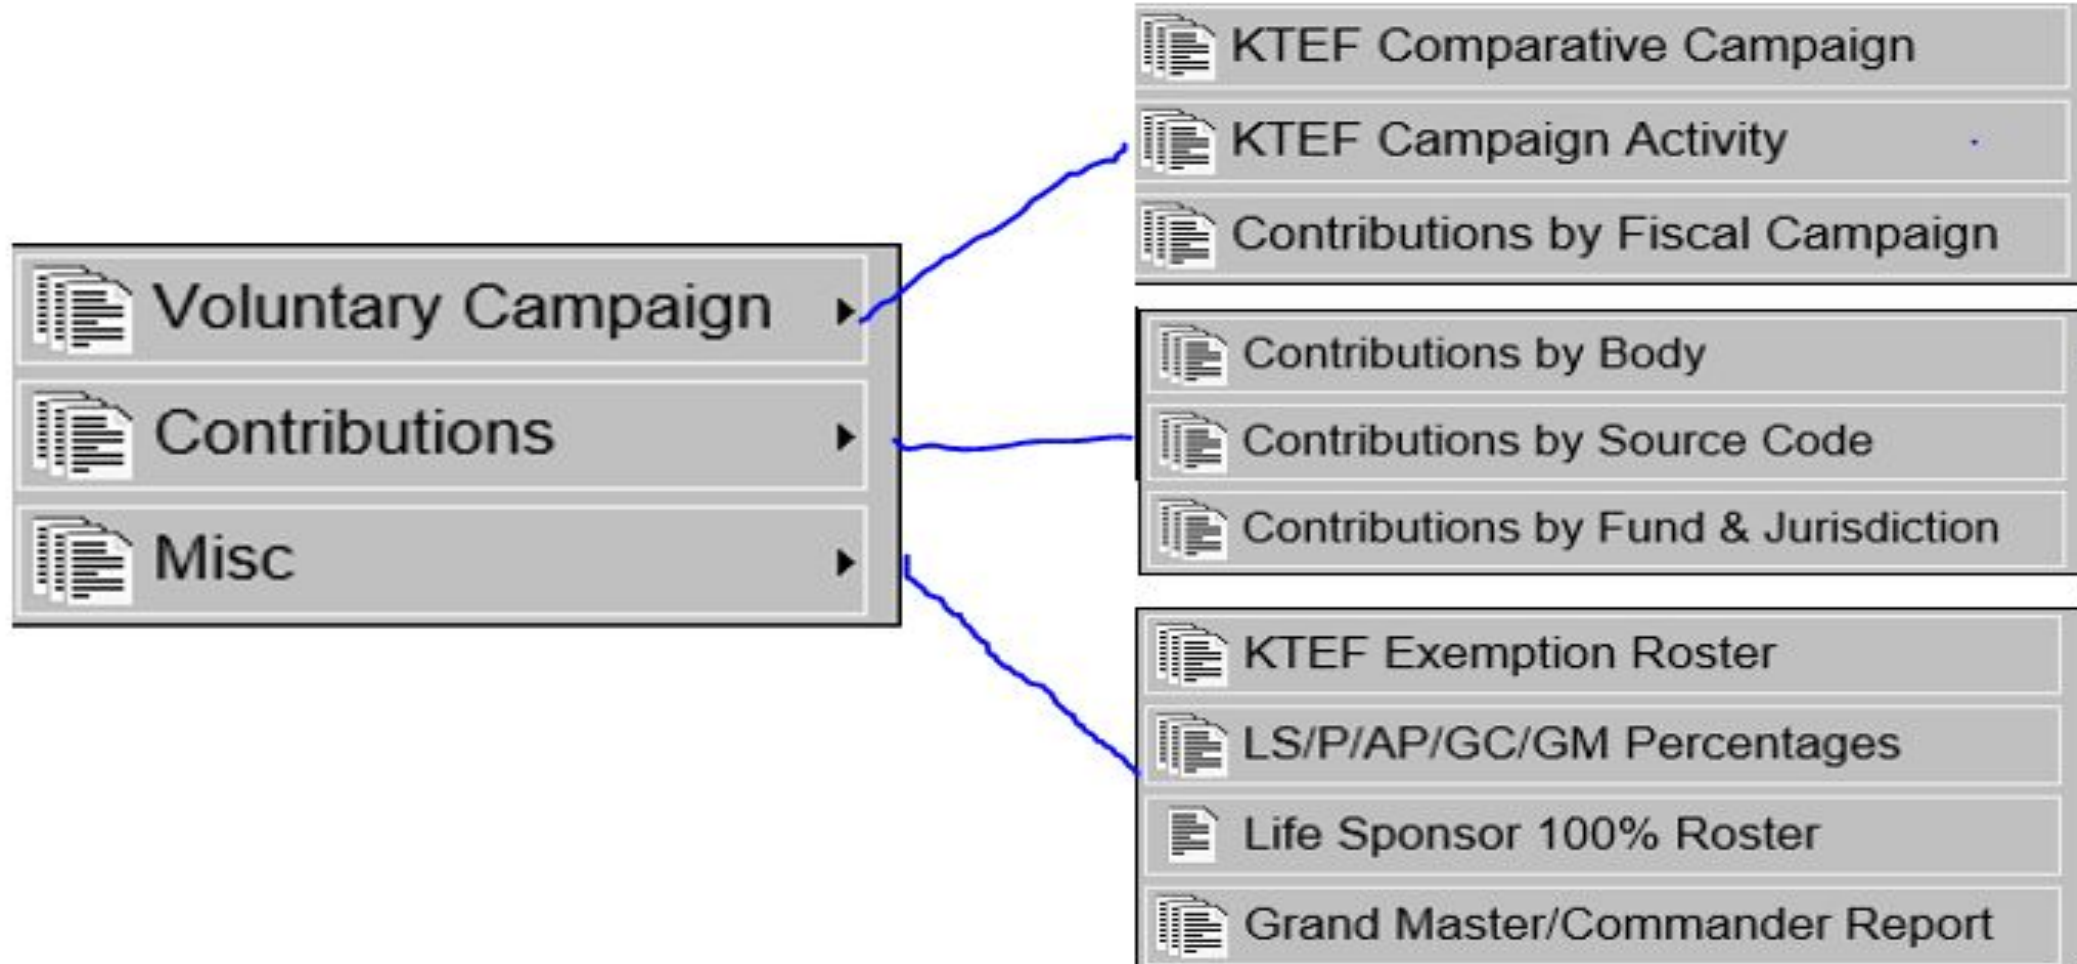 Voluntary Campaign
Contributions
Misc
KTEF Comparative Campaign
KTEF Campaign Activity
Contributions by Fiscal Campaign
Contributions by Body
Contributions by Source Code
Contributions by Fund & Jurisdiction
KTEF Exemption Roster
LS/P/AP/GC/GM Percentages
Life Sponsor 100% Roster
Grand Master/Commander Report